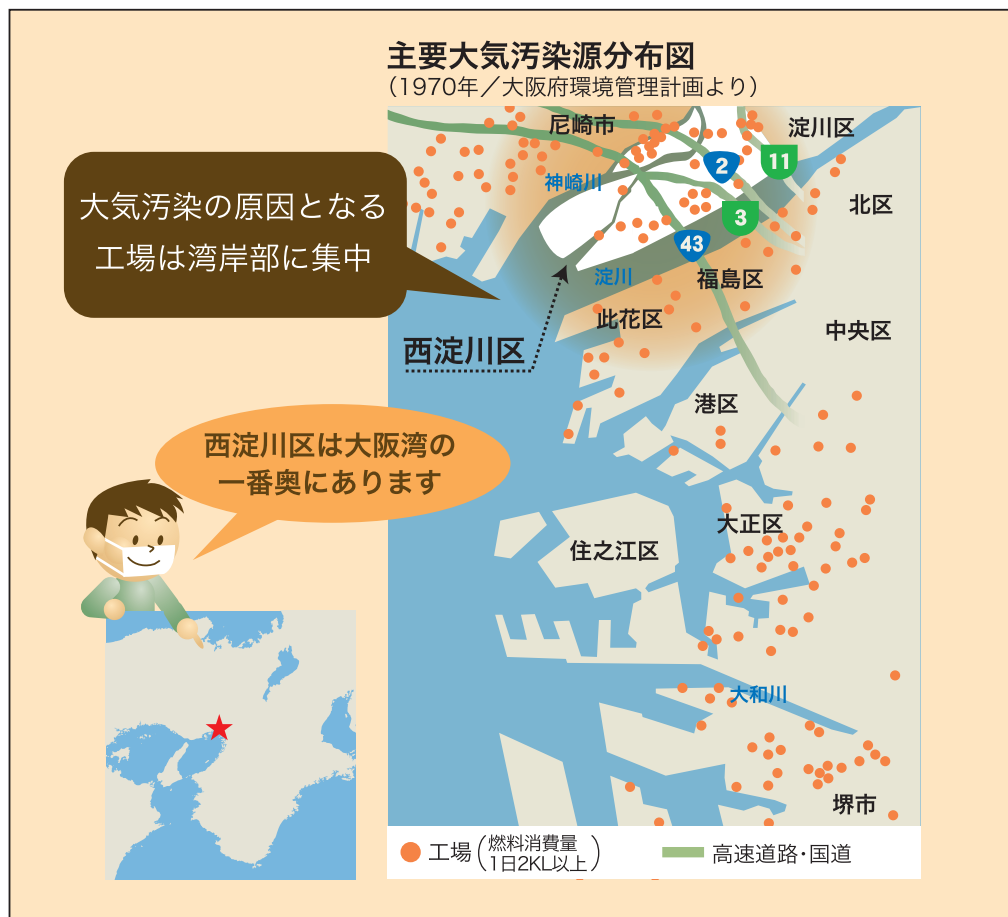 主要大気汚染源分布図
（1970年／大阪府環境管理計画より）
尼崎市
淀川区
11
2
神崎川
大気汚染の原因となる
工場は湾岸部に集中
北区
3
43
淀川
福島区
此花区
中央区
西淀川区
港区
西淀川区は大阪湾の
一番奥にあります
大正区
住之江区
大和川
堺市
工場(燃料消費量
1日2KL以上)
高速道路・国道